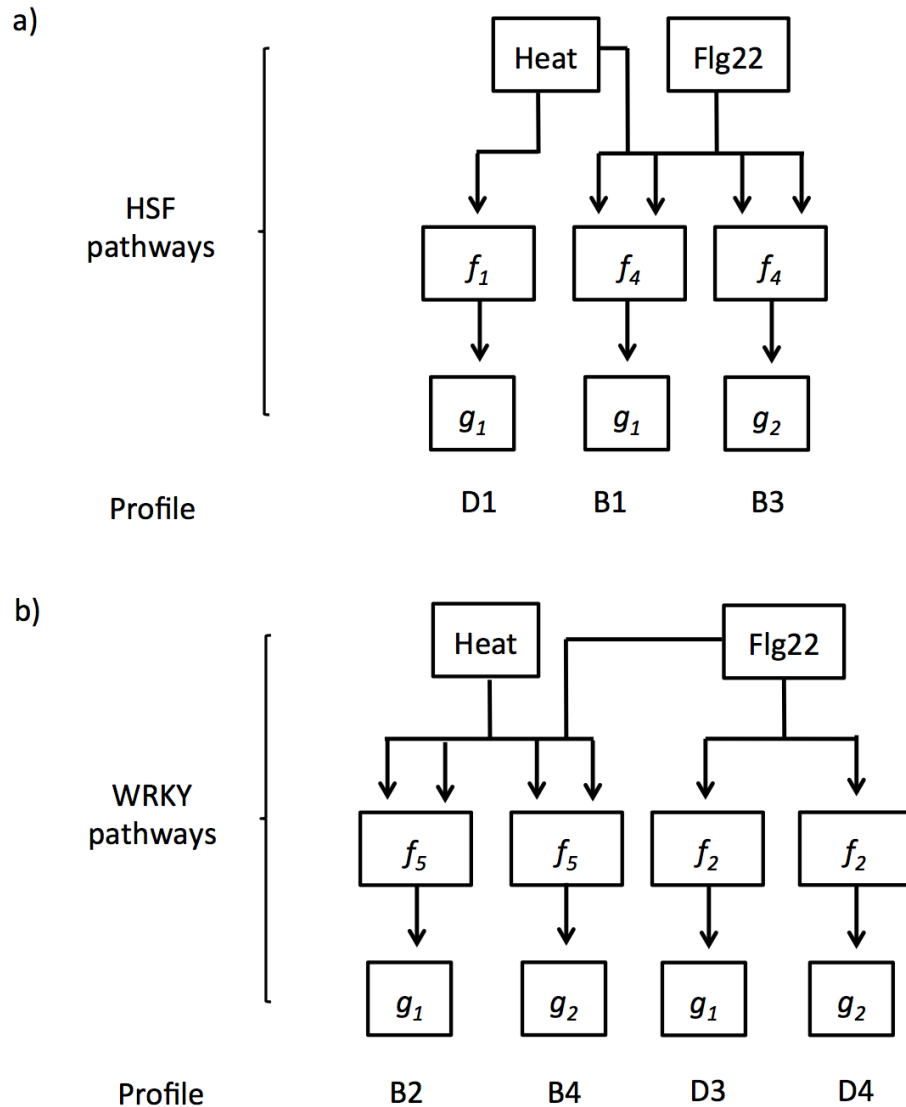 a)
Heat Flg22
HSF
pathways
f1 f4 f4
g1 g1 g2
Profile D1 B1 B3
b)
Heat Flg22
WRKY
pathways
f5 f5 f2 f2
g1 g2 g1 g2
Profile B2 B4 D3 D4